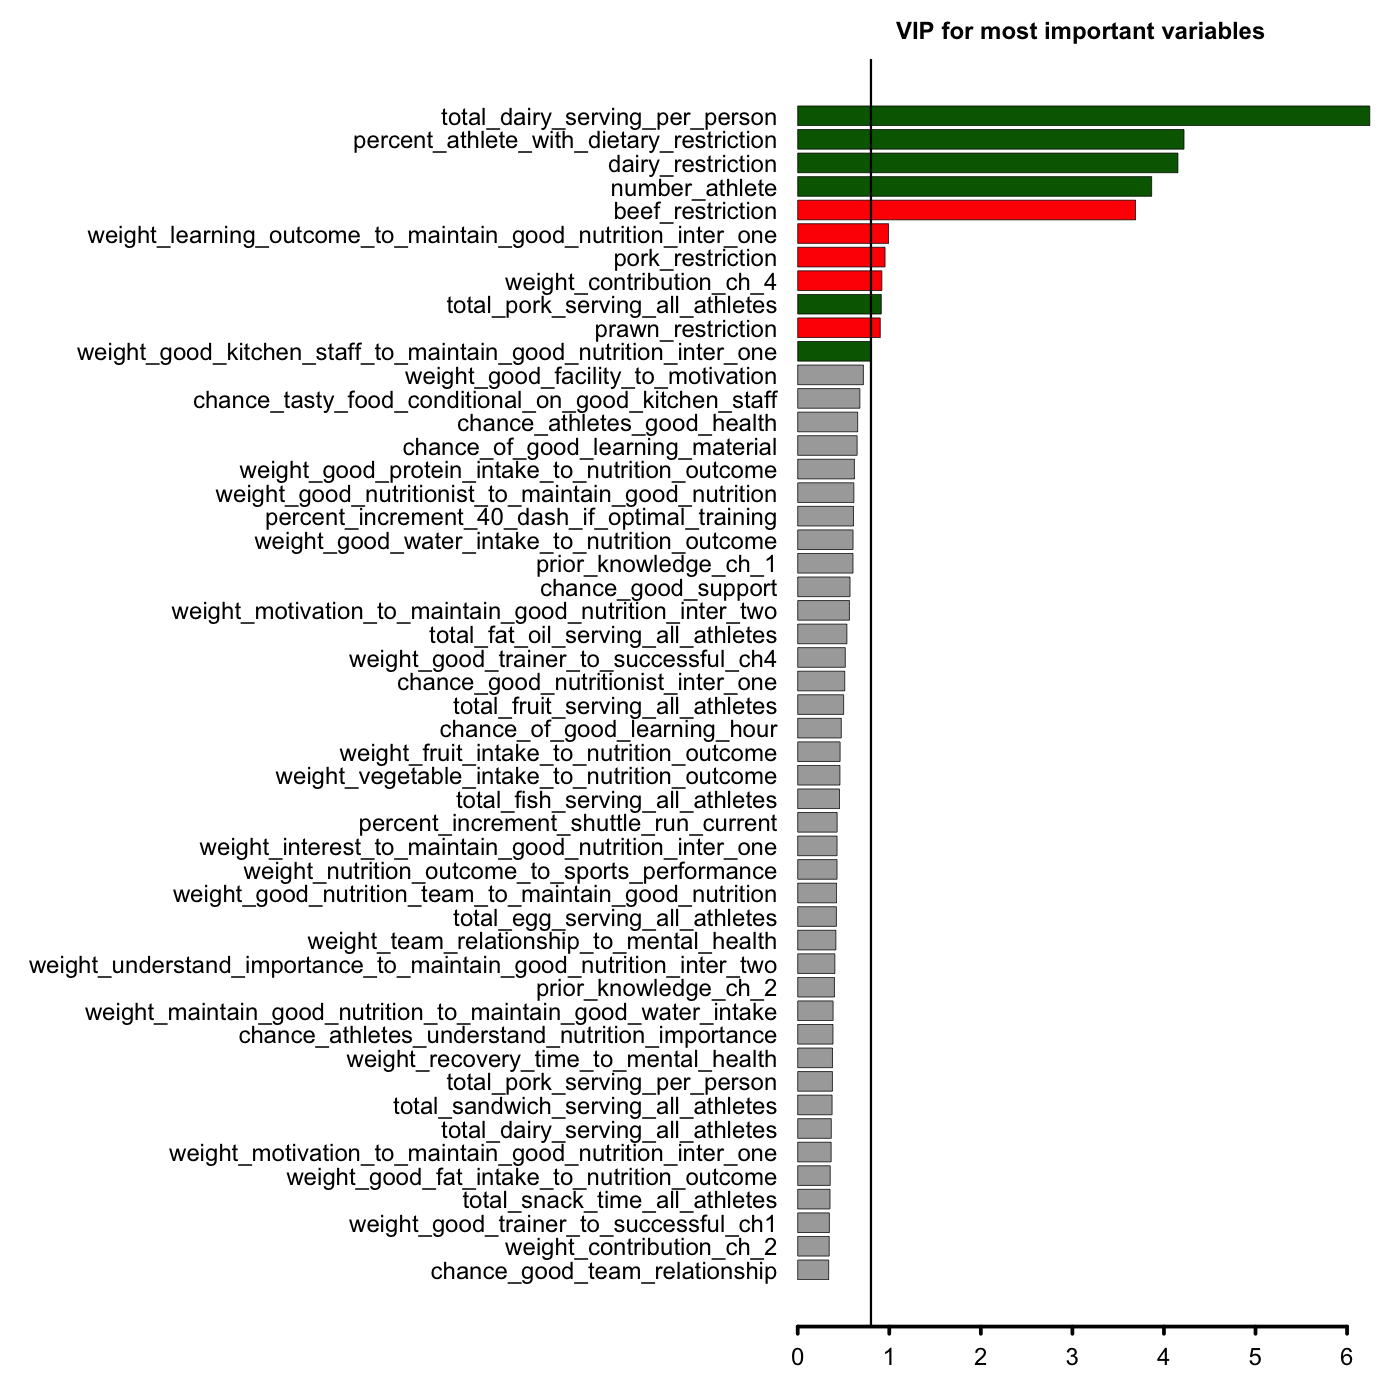 VIP for most important variables
total_dairy_serving_per_person
percent_athlete_with_dietary_restriction
dairy_restriction
number_athlete
beef_restriction
weight_learning_outcome_to_maintain_good_nutrition_inter_one
pork_restriction
weight_contribution_ch_4
total_pork_serving_all_athletes
prawn_restriction
weight_good_kitchen_staff_to_maintain_good_nutrition_inter_one
weight_good_facility_to_motivation
chance_tasty_food_conditional_on_good_kitchen_staff
chance_athletes_good_health
chance_of_good_learning_material
weight_good_protein_intake_to_nutrition_outcome
weight_good_nutritionist_to_maintain_good_nutrition
percent_increment_40_dash_if_optimal_training
weight_good_water_intake_to_nutrition_outcome
prior_knowledge_ch_1
chance_good_support
weight_motivation_to_maintain_good_nutrition_inter_two
total_fat_oil_serving_all_athletes
weight_good_trainer_to_successful_ch4
chance_good_nutritionist_inter_one
total_fruit_serving_all_athletes
chance_of_good_learning_hour
weight_fruit_intake_to_nutrition_outcome
weight_vegetable_intake_to_nutrition_outcome
total_fish_serving_all_athletes
percent_increment_shuttle_run_current
weight_interest_to_maintain_good_nutrition_inter_one
weight_nutrition_outcome_to_sports_performance
weight_good_nutrition_team_to_maintain_good_nutrition
total_egg_serving_all_athletes
weight_team_relationship_to_mental_health
weight_understand_importance_to_maintain_good_nutrition_inter_two
prior_knowledge_ch_2
weight_maintain_good_nutrition_to_maintain_good_water_intake
chance_athletes_understand_nutrition_importance
weight_recovery_time_to_mental_health
total_pork_serving_per_person
total_sandwich_serving_all_athletes
total_dairy_serving_all_athletes
weight_motivation_to_maintain_good_nutrition_inter_one
weight_good_fat_intake_to_nutrition_outcome
total_snack_time_all_athletes
weight_good_trainer_to_successful_ch1
weight_contribution_ch_2
chance_good_team_relationship
0 1 2 3 4 5 6